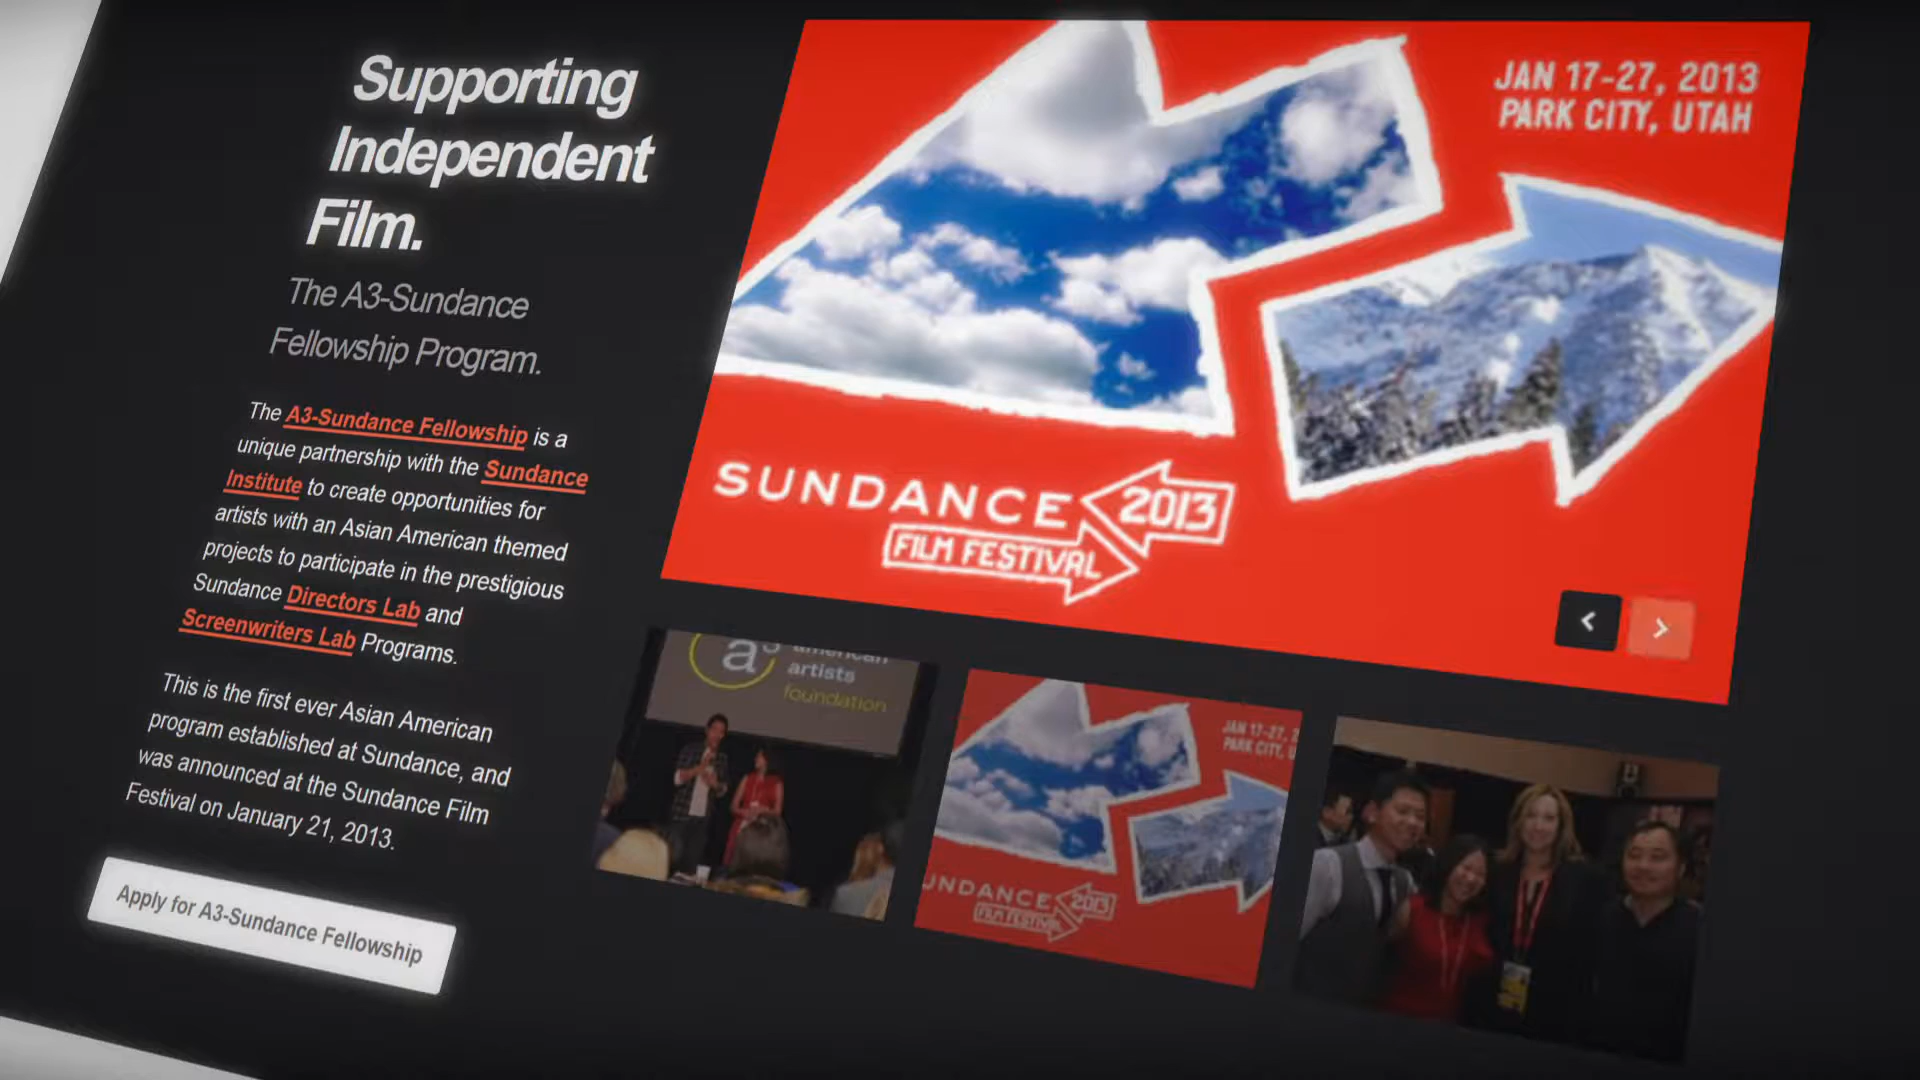 Supporting
Independent
Film.
The A3-Sundance
Fellowship Program.
The A3-Sundance Fellowship is a
unique partnership with the Sundance
Institute to create opportunities for
artists with an Asian American themed
projects to participate in the prestigious
Sundance Directors Lab and
Screenwriters Lab Programs.
This is the first ever Asian American
program established at Sundance, and
was announced at the Sundance Film
Festival on January 21, 2013.
Apply for A3-Sundance Fellowship
JAN 17-27, 2013
PARK CITY, UTAH
SUNDANCE 2013
FILM FESTIVAL
a3 american
artists
foundation
JAN 17-27, 2
PARK CITY, U
UNDANCE 2013
FILM FESTIVAL